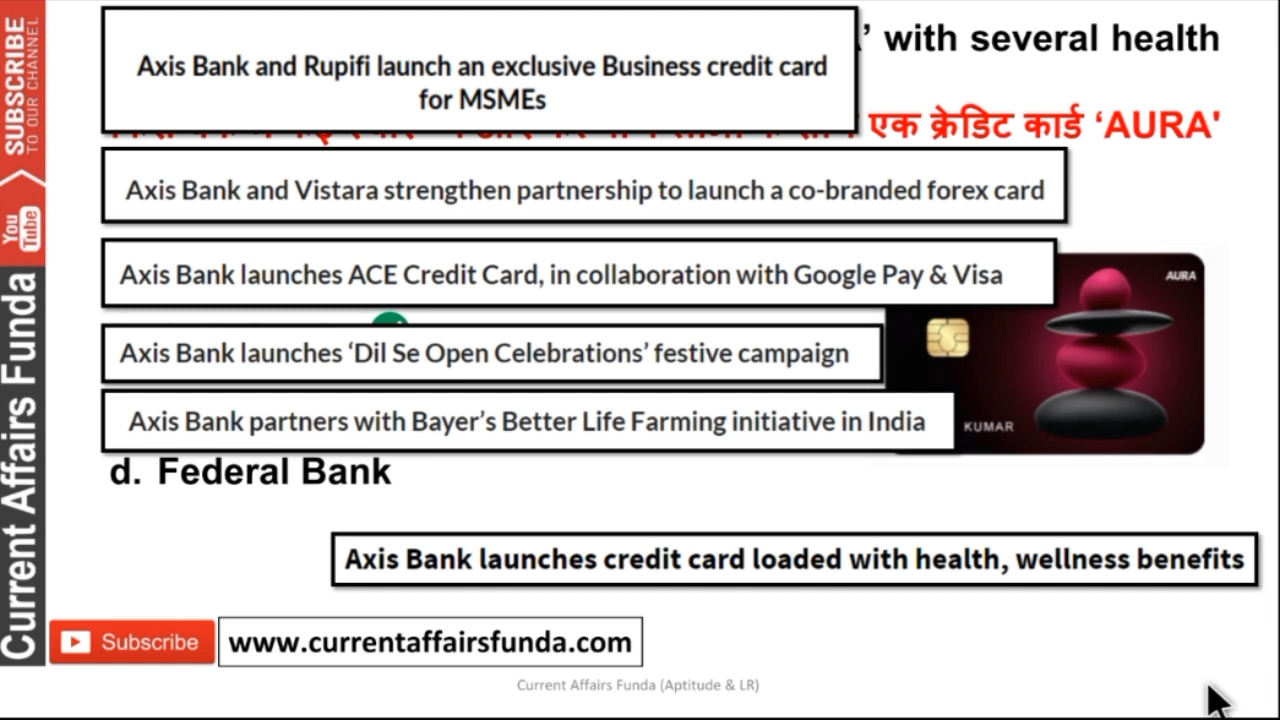 ’ with several health
Axis Bank and Rupifi launch an exclusive Business credit card
for MSMEs
एक क्रेडिट कार्ड ‘AURA'
Axis Bank and Vistara strengthen partnership to launch a co-branded forex card
Axis Bank launches ACE Credit Card, in collaboration with Google Pay & Visa
AURA
Axis Bank launches ‘Dil Se Open Celebrations’ festive campaign
Axis Bank partners with Bayer’s Better Life Farming initiative in India
KUMAR
d. Federal Bank
Axis Bank launches credit card loaded with health, wellness benefits
Subscribe
www.currentaffairsfunda.com
Current Affairs Funda (Aptitude & LR)
SUBSCRIBE
TO OUR CHANNEL
You
Tube
Current Affairs Funda